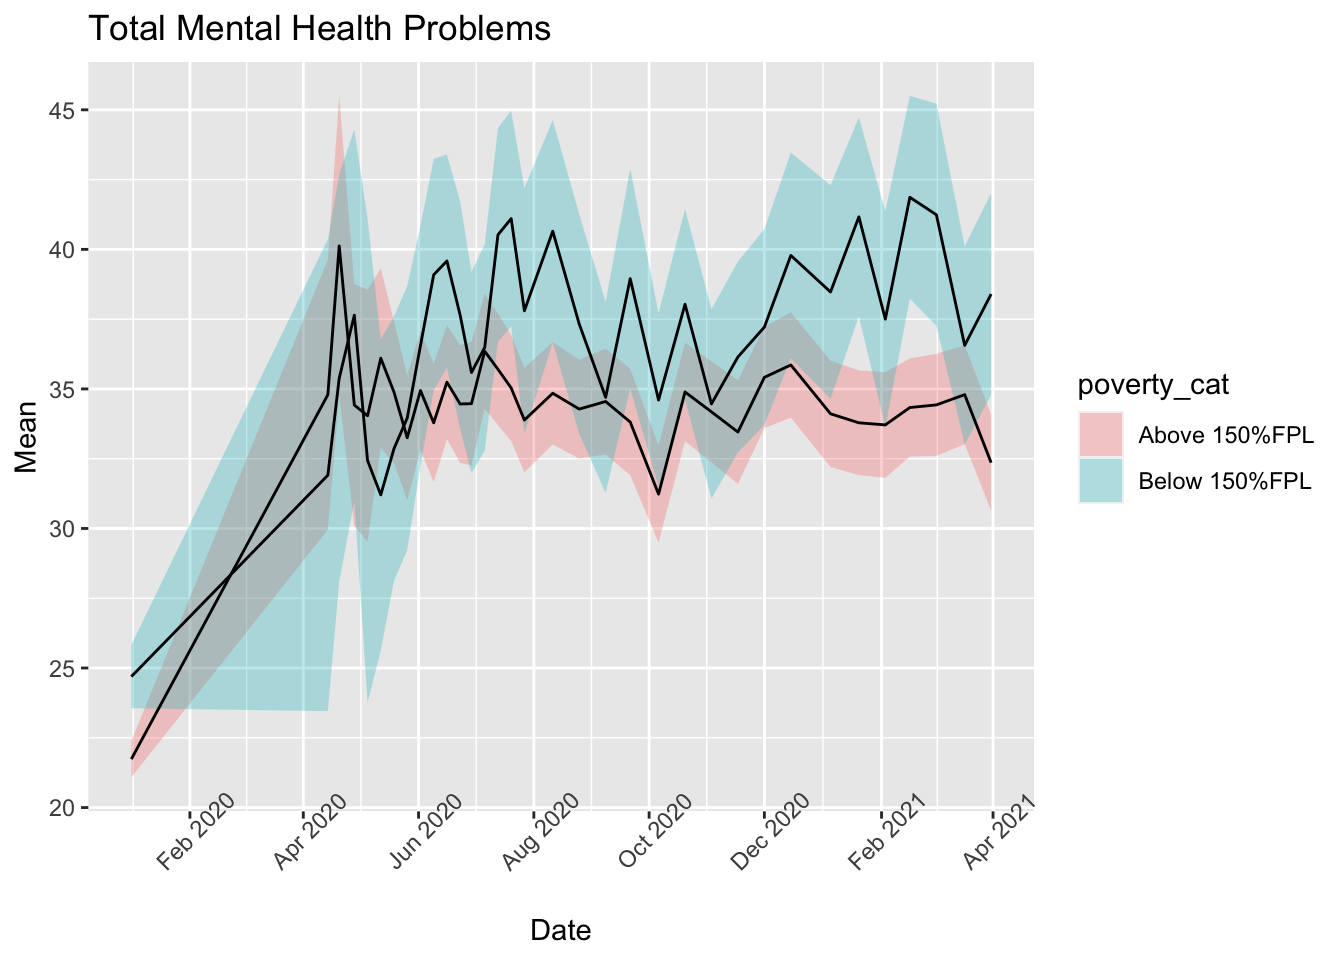 Total Mental Health Problems
45
40
35
30
25
20
Mean
Feb 2020
Apr 2020
Jun 2020
Aug 2020
Oct 2020
Dec 2020
Feb 2021
Apr 2021
Date
poverty_cat
Above 150%FPL
Below 150%FPL